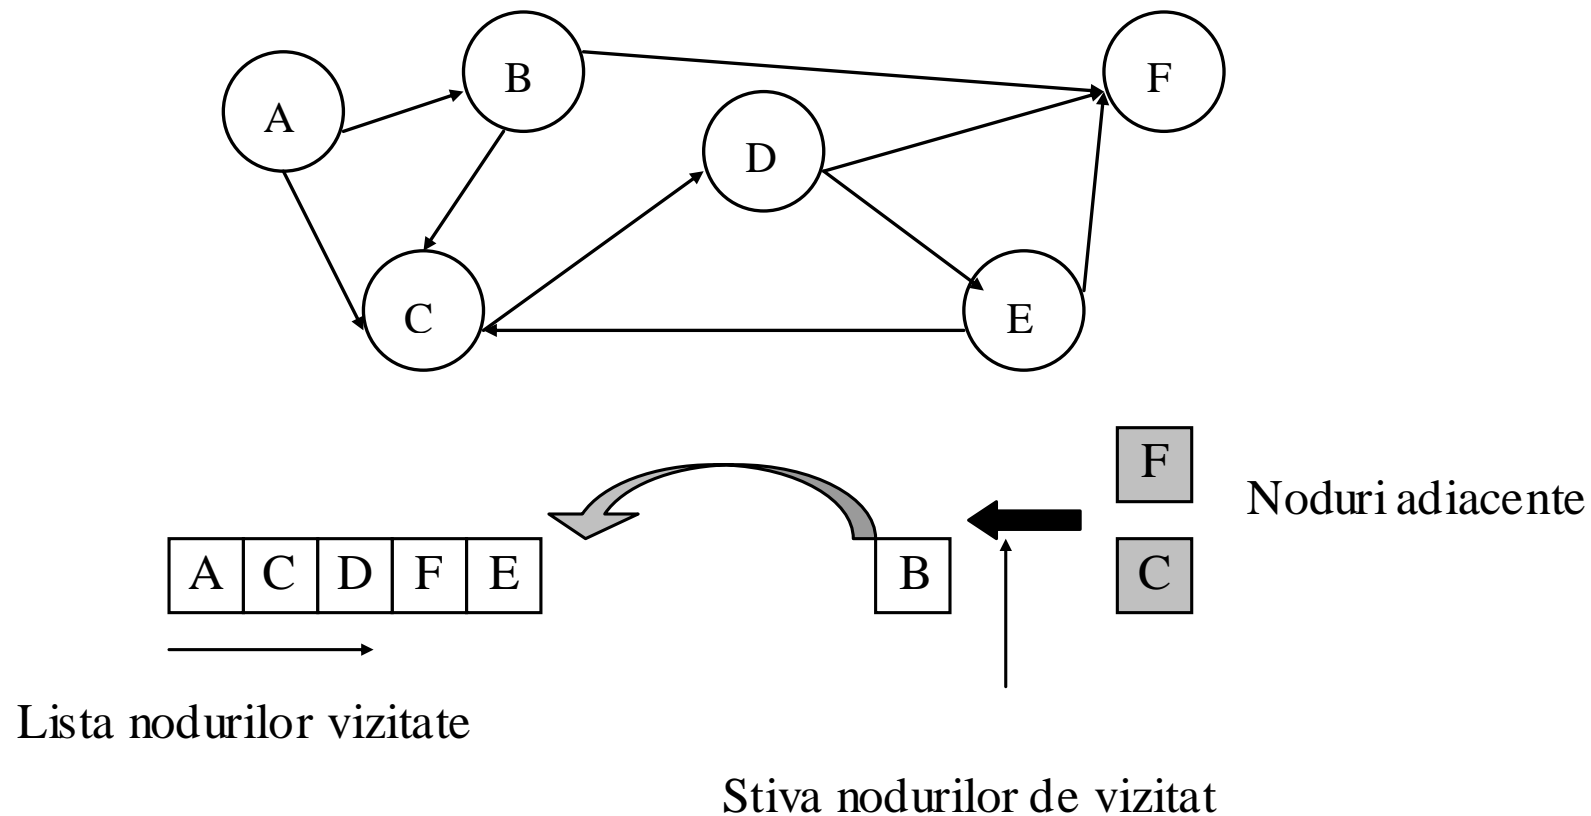 B
F
A
D
C
E
F
Noduri adiacente
A C D F E
B
C
Lista nodurilor vizitate
Stiva nodurilor de vizitat